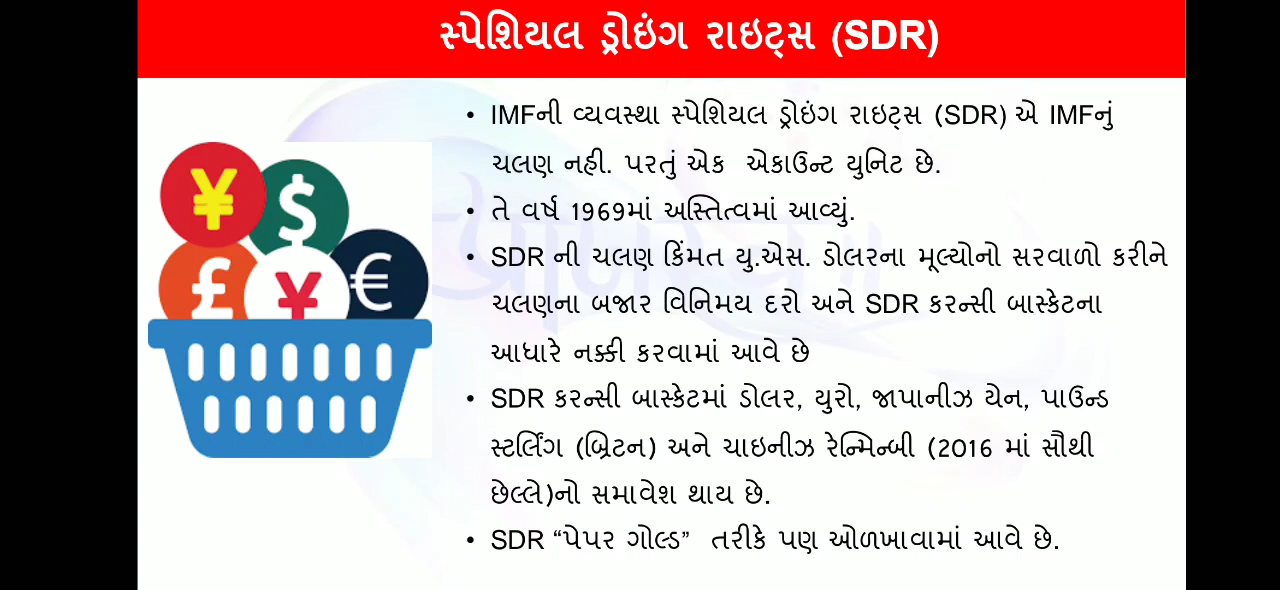 સ્પેશિયલ ડ્રોઇંગ રાઇટ્સ (SDR)
• IMFની વ્યવસ્થા સ્પેશિયલ ડ્રોઇંગ રાઇટ્સ (SDR) એ IMFનું
ચલણ નહી. પરતું એક એકાઉન્ટ યુનિટ છે.
• તે વર્ષ 1969માં અસ્તિત્વમાં આવ્યું.
• SDR ની ચલણ કિંમત યુ.એસ. ડોલરના મૂલ્યોનો સરવાળો કરીને
ચલણના બજાર વિનિમય દરો અને SDR કરન્સી બાસ્કેટના
આધારે નક્કી કરવામાં આવે છે
• SDR કરન્સી બાસ્કેટમાં ડોલર, યુરો, જાપાનીઝ યેન, પાઉન્ડ
સ્ટર્લિંગ (બ્રિટન) અને ચાઇનીઝ રેન્મિન્બી (2016 માં સૌથી
છેલ્લે)નો સમાવેશ થાય છે.
• SDR “પેપર ગોલ્ડ” તરીકે પણ ઓળખાવામાં આવે છે.
¥
$
£
¥
€